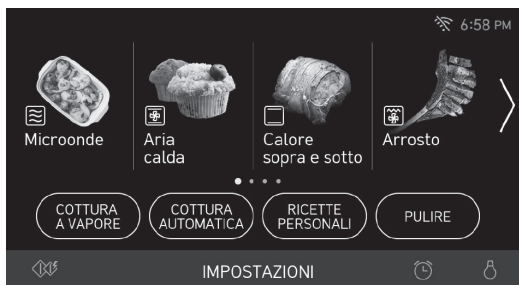 6:58 PM
Microonde
Aria
calda
Calore
sopra e sotto
Arrosto
COTTURA
A VAPORE
COTTURA
AUTOMATICA
RICETTE
PERSONALI
PULIRE
IMPOSTAZIONI